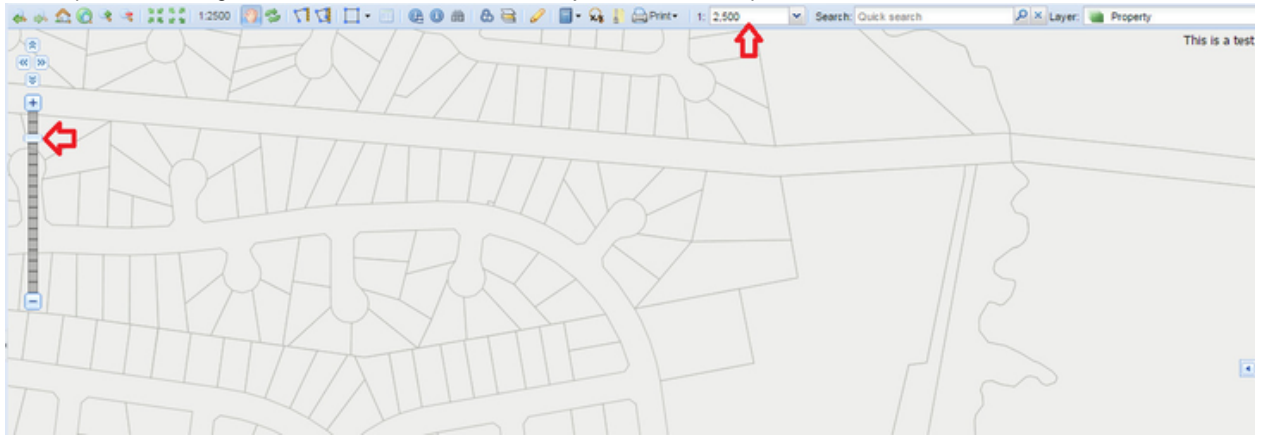 1:2500 Print 1: 2,500 Search: Quick search Layer: Property
This is a test